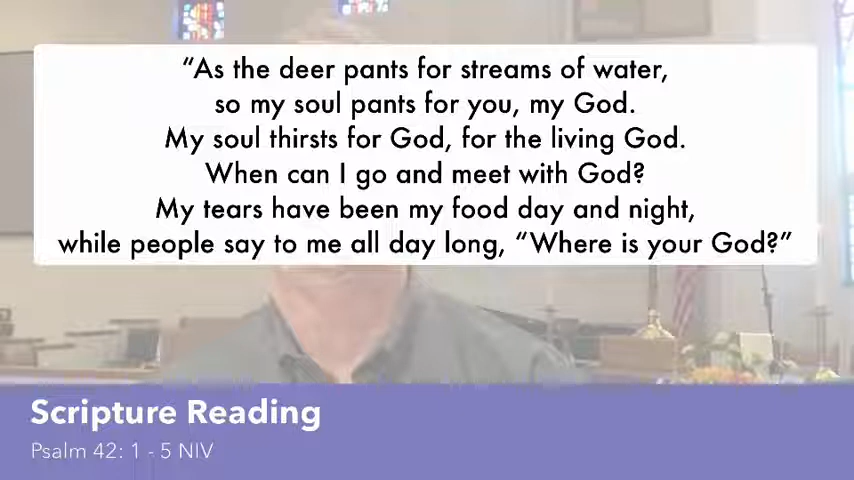 “As the deer pants for streams of water,
so my soul pants for you, my God.
My soul thirsts for God, for the living God.
When can I go and meet with God?
My tears have been my food day and night,
while people say to me all day long, “Where is your God?”
Scripture Reading
Psalm 42: 1 - 5 NIV